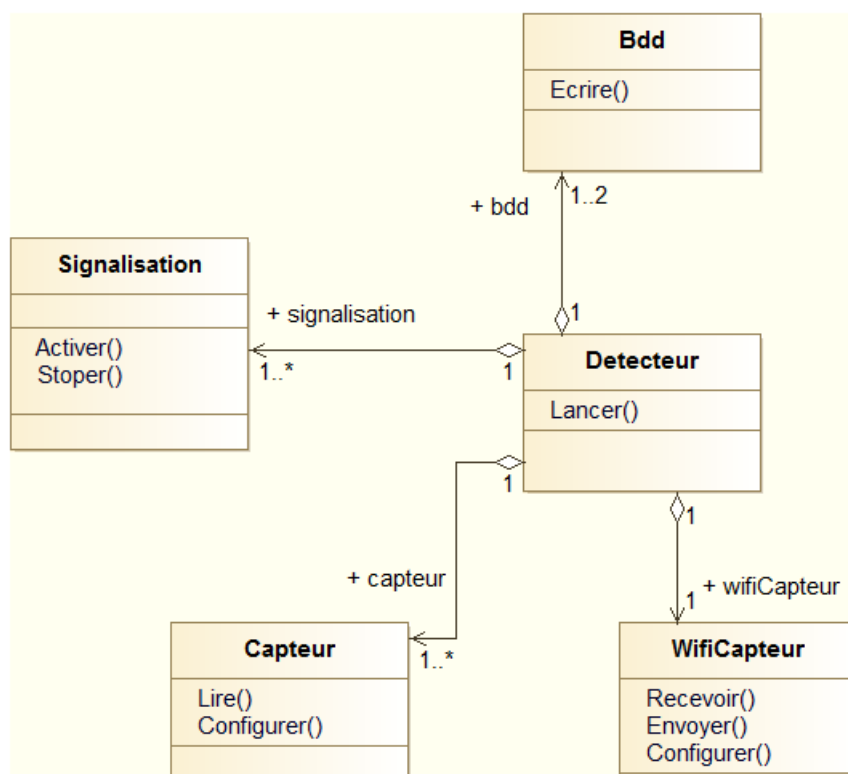 Bdd
Ecrire()
1..2
+ bdd
1
Signalisation
Activer()
Stoper()
+ signalisation
1..*
1
Detecteur
Lancer()
1
1
+ capteur
1..*
+ wifiCapteur
1
Capteur
Lire()
Configurer()
WifiCapteur
Recevoir()
Envoyer()
Configurer()